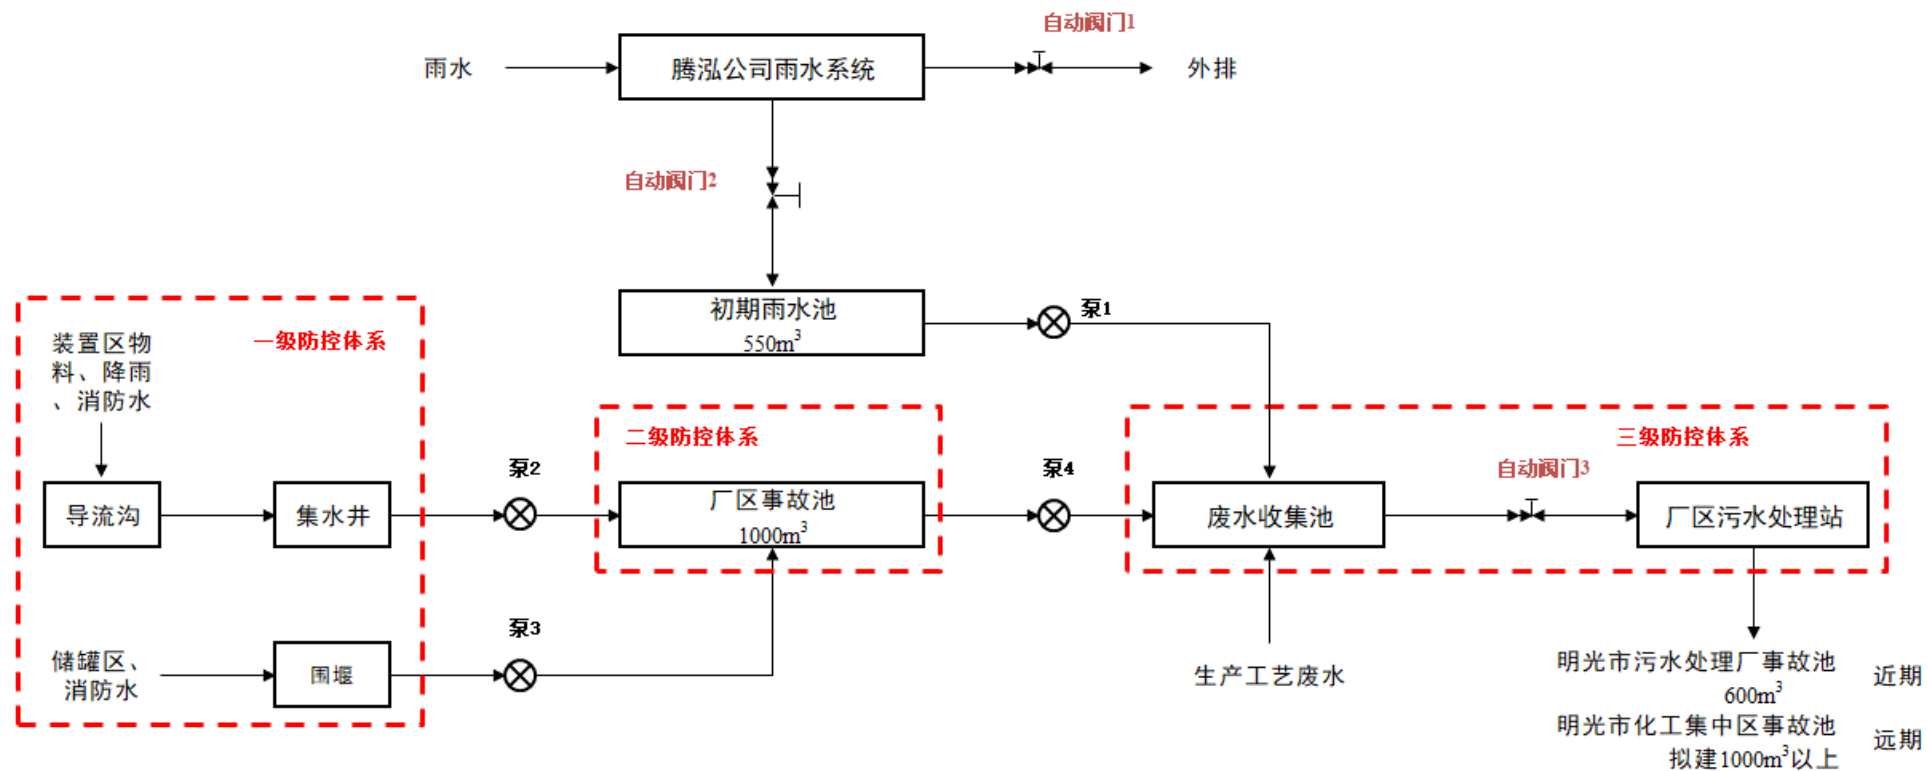 自动阀门1
雨水
腾泓公司雨水系统
外排
自动阀门2
初期雨水池
550m³
泵1
一级防控体系
装置区物
料、降雨
、消防水
导流沟
集水井
泵2
二级防控体系
厂区事故池
1000m³
泵4
三级防控体系
自动阀门3
废水收集池
厂区污水处理站
储罐区、
消防水
围堰
泵3
生产工艺废水
明光市污水处理厂事故池
600m³
近期
明光市化工集中区事故池
拟建1000m³以上
远期